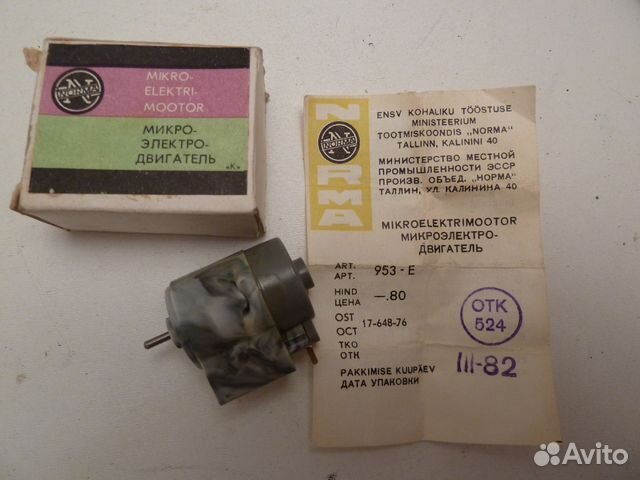 NORMA
MIKRO-
ELEKTRI-
MOOTOR
МИКРО-
ЭЛЕКТРО-
ДВИГАТЕЛЬ
„К“
NORMA
NORMA
ENSV KOHALIKU TÖÖSTUSE
MINISTEERIUM
TOOTMISKOONDIS „NORMA“
TALLINN, KALININI 40
МИНИСТЕРСТВО МЕСТНОЙ
ПРОМЫШЛЕННОСТИ ЭССР
ПРОИЗВ. ОБЪЕД. „НОРМА“
ТАЛЛИН, УЛ. КАЛИНИНА 40
MIKROELEKTRIMOOTOR
МИКРОЭЛЕКТРО-
ДВИГАТЕЛЬ
ART.
АРТ. 953 - E
HIND
ЦЕНА —.80
OST
ОСТ 17-648-76
TKO
ОТК
ОТК
524
PAKKIMISE KUUPÄEV
ДАТА УПАКОВКИ
III-82
Avito